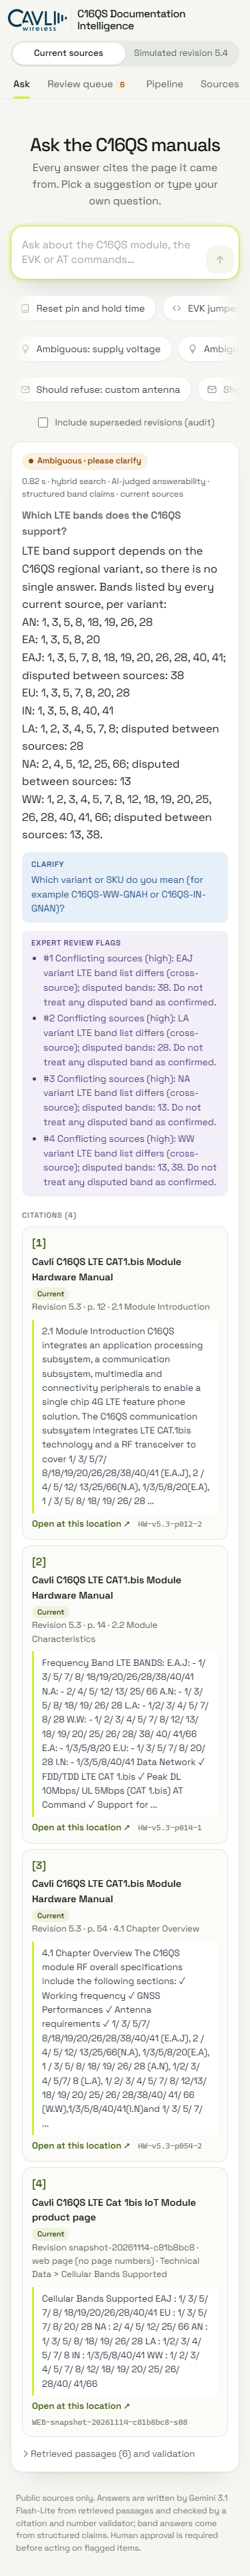 CAVLI
Wireless
C16QS Documentation
Intelligence
Current sources
Simulated revision 5.4
Ask
Review queue 6
Pipeline
Sources
Ask the C16QS manuals
Every answer cites the page it came
from. Pick a suggestion or type your
own question.
Ask about the C16QS module, the
EVK or AT commands...
Reset pin and hold time
EVK jumpe
Ambiguous: supply voltage
Ambigu
Should refuse: custom antenna
Sho
Include superseded revisions (audit)
Ambiguous · please clarify
0.82 s · hybrid search · AI-judged answerability ·
structured band claims · current sources
Which LTE bands does the C16QS
support?
LTE band support depends on the
C16QS regional variant, so there is no
single answer. Bands listed by every
current source, per variant:
AN: 1, 3, 5, 8, 18, 19, 26, 28
EA: 1, 3, 5, 8, 20
EAJ: 1, 3, 5, 7, 8, 18, 19, 20, 26, 28, 40, 41;
disputed between sources: 38
EU: 1, 3, 5, 7, 8, 20, 28
IN: 1, 3, 5, 8, 40, 41
LA: 1, 2, 3, 4, 5, 7, 8; disputed between
sources: 28
NA: 2, 4, 5, 12, 25, 66; disputed
between sources: 13
WW: 1, 2, 3, 4, 5, 7, 8, 12, 18, 19, 20, 25,
26, 28, 40, 41, 66; disputed between
sources: 13, 38.
CLARIFY
Which variant or SKU do you mean (for
example C16QS-WW-GNAH or C16QS-IN-
GNAN)?
EXPERT REVIEW FLAGS
• #1 Conflicting sources (high): EAJ
variant LTE band list differs (cross-
source); disputed bands: 38. Do not
treat any disputed band as confirmed.
• #2 Conflicting sources (high): LA
variant LTE band list differs (cross-
source); disputed bands: 28. Do not
treat any disputed band as confirmed.
• #3 Conflicting sources (high): NA
variant LTE band list differs (cross-
source); disputed bands: 13. Do not
treat any disputed band as confirmed.
• #4 Conflicting sources (high): WW
variant LTE band list differs (cross-
source); disputed bands: 13, 38. Do not
treat any disputed band as confirmed.
CITATIONS (4)
[1]
Cavli C16QS LTE CAT1.bis Module
Hardware Manual
Current
Revision 5.3 · p. 12 · 2.1 Module Introduction
2.1 Module Introduction C16QS
integrates an application processing
subsystem, a communication
subsystem, multimedia and
connectivity peripherals to enable a
single chip 4G LTE feature phone
solution. The C16QS communication
subsystem integrates LTE CAT.1bis
technology and a RF transceiver to
cover 1/ 3/ 5/7/
8/18/19/20/26/28/38/40/41 (E.A.J), 2 /
4/ 5/ 12/ 13/25/66(N.A), 1/3/5/8/20(E.A),
1 / 3/ 5/ 8/ 18/ 19/ 26/ 28 ...
Open at this location ↗ HW-v5.3-p012-2
[2]
Cavli C16QS LTE CAT1.bis Module
Hardware Manual
Current
Revision 5.3 · p. 14 · 2.2 Module
Characteristics
Frequency Band LTE BANDS: E.A.J: - 1/
3/ 5/ 7/ 8/ 18/19/20/26/28/38/40/41
N.A: - 2/ 4/ 5/ 12/ 13/ 25/ 66 A.N: - 1/ 3/
5/ 8/ 18/ 19/ 26/ 28 L.A: - 1/2/ 3/ 4/ 5/ 7/
8/ 28 W.W: - 1/ 2/ 3/ 4/ 5/ 7/ 8/ 12/ 13/
18/ 19/ 20/ 25/ 26/ 28/ 38/ 40/ 41/66
E.A: - 1/3/5/8/20 E.U: - 1/ 3/ 5/ 7/ 8/ 20/
28 I.N: - 1/3/5/8/40/41 Data Network ✓
FDD/TDD LTE CAT 1.bis ✓ Peak DL
10Mbps/ UL 5Mbps (CAT 1.bis) AT
Command ✓ Support for ...
Open at this location ↗ HW-v5.3-p014-1
[3]
Cavli C16QS LTE CAT1.bis Module
Hardware Manual
Current
Revision 5.3 · p. 54 · 4.1 Chapter Overview
4.1 Chapter Overview The C16QS
module RF overall specifications
include the following sections: ✓
Working frequency ✓ GNSS
Performances ✓ Antenna
requirements ✓ 1/ 3/ 5/7/
8/18/19/20/26/28/38/40/41 (E.A.J), 2 /
4/ 5/ 12/ 13/25/66(N.A), 1/3/5/8/20(E.A),
1 / 3/ 5/ 8/ 18/ 19/ 26/ 28 (A.N), 1/2/ 3/
4/ 5/7/ 8 (L.A), 1/ 2/ 3/ 4/ 5/ 7/ 8/ 12/13/
18/ 19/ 20/ 25/ 26/ 28/38/40/ 41/ 66
(W.W),1/3/5/8/40/41(I.N)and 1/ 3/ 5/ 7/
...
Open at this location ↗ HW-v5.3-p054-2
[4]
Cavli C16QS LTE Cat 1bis IoT Module
product page
Current
Revision snapshot-20261114-c81b8bc8 ·
web page (no page numbers) · Technical
Data > Cellular Bands Supported
Cellular Bands Supported EAJ : 1/ 3/ 5/
7/ 8/ 18/19/20/26/28/40/41 EU : 1/ 3/ 5/
7/ 8/ 20/ 28 NA : 2/ 4/ 5/ 12/ 25/ 66 AN :
1/ 3/ 5/ 8/ 18/ 19/ 26/ 28 LA : 1/2/ 3/ 4/
5/ 7/ 8 IN : 1/3/5/8/40/41 WW : 1/ 2/ 3/
4/ 5/ 7/ 8/ 12/ 18/ 19/ 20/ 25/ 26/
28/40/ 41/66
Open at this location ↗
WEB-snapshot-20261114-c81b8bc8-s08
Retrieved passages (6) and validation
Public sources only. Answers are written by Gemini 3.1
Flash-Lite from retrieved passages and checked by a
citation and number validator; band answers come
from structured claims. Human approval is required
before acting on flagged items.